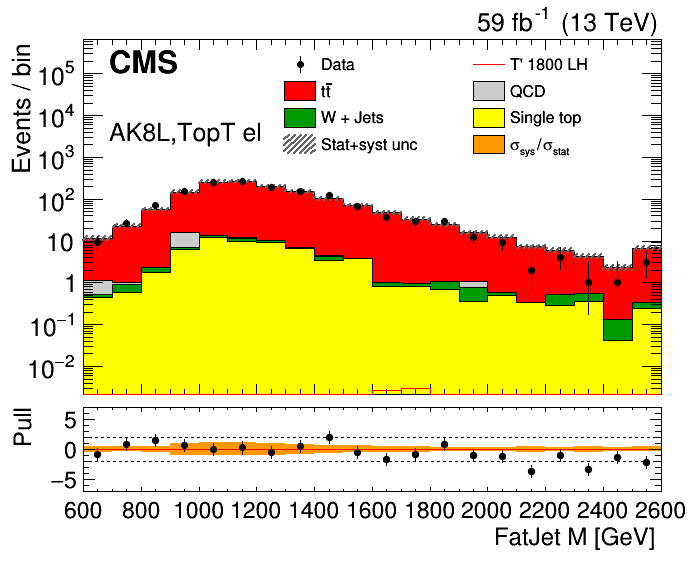 59 fb⁻¹ (13 TeV)
CMS
Data
T' 1800 LH
tt̄
QCD
W + Jets
Single top
Stat+syst unc
σsys/σstat
AK8L,TopT el
Events / bin
10⁵
10⁴
10³
10²
10
1
10⁻¹
10⁻²
Pull
5
0
−5
600 800 1000 1200 1400 1600 1800 2000 2200 2400 2600
FatJet M [GeV]